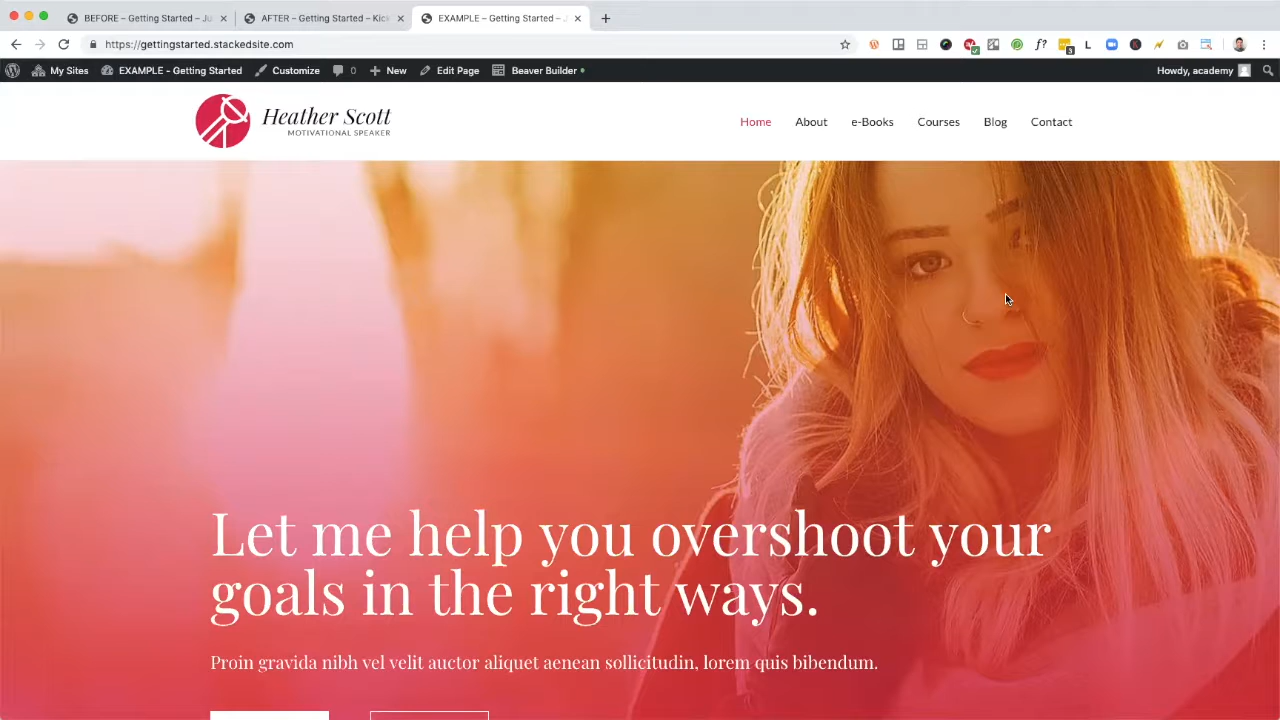 BEFORE – Getting Started – Ju
AFTER – Getting Started – Kick
EXAMPLE – Getting Started –
https://gettingstarted.stackedsite.com
f?
3
L
My Sites
EXAMPLE - Getting Started
Customize
0
New
Edit Page
Beaver Builder
Howdy, academy
Heather Scott
MOTIVATIONAL SPEAKER
Home
About
e-Books
Courses
Blog
Contact
Let me help you overshoot your
goals in the right ways.
Proin gravida nibh vel velit auctor aliquet aenean sollicitudin, lorem quis bibendum.